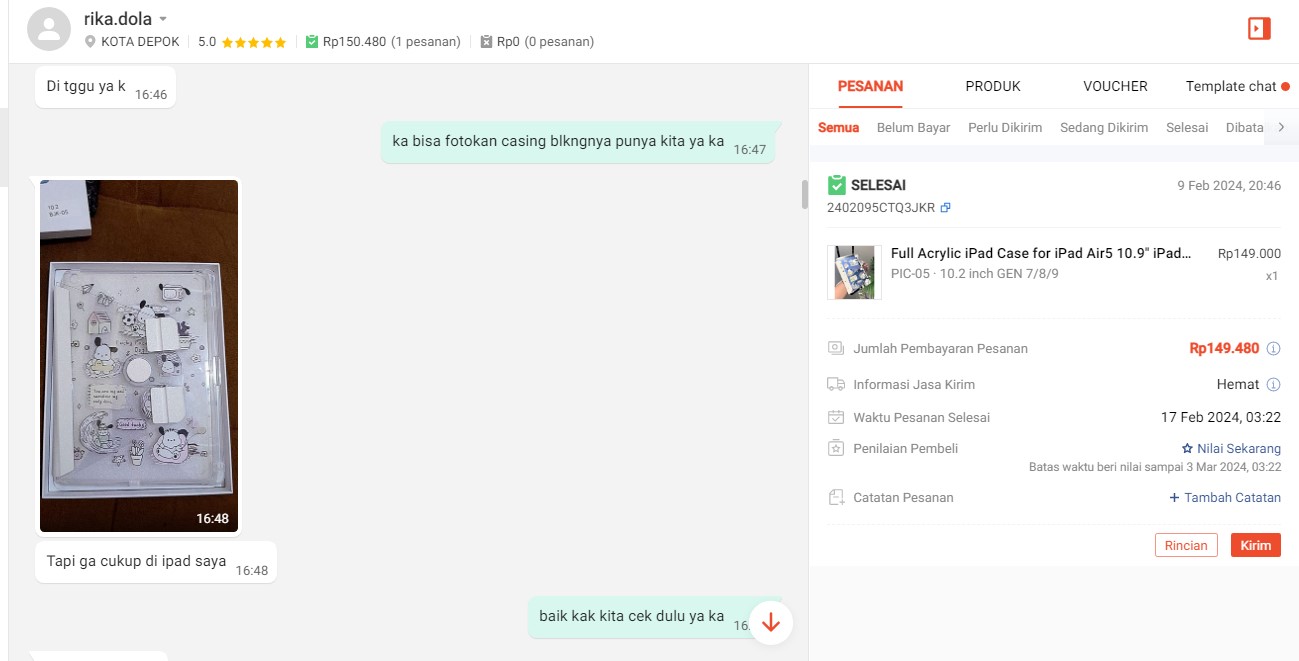 rika.dola
KOTA DEPOK
5.0
Rp150.480 (1 pesanan)
Rp0 (0 pesanan)
Di tggu ya k 16:46
ka bisa fotokan casing blkngnya punya kita ya ka 16:47
10 2
BJK-05
Good Lucky
16:48
Tapi ga cukup di ipad saya 16:48
baik kak kita cek dulu ya ka 16.
PESANAN PRODUK VOUCHER Template chat
Semua Belum Bayar Perlu Dikirim Sedang Dikirim Selesai Dibata
SELESAI 9 Feb 2024, 20:46
2402095CTQ3JKR
Full Acrylic iPad Case for iPad Air5 10.9" iPad... Rp149.000
PIC-05 · 10.2 inch GEN 7/8/9 x1
Jumlah Pembayaran Pesanan Rp149.480
Informasi Jasa Kirim Hemat
Waktu Pesanan Selesai 17 Feb 2024, 03:22
Penilaian Pembeli Nilai Sekarang
Batas waktu beri nilai sampai 3 Mar 2024, 03:22
Catatan Pesanan + Tambah Catatan
Rincian Kirim